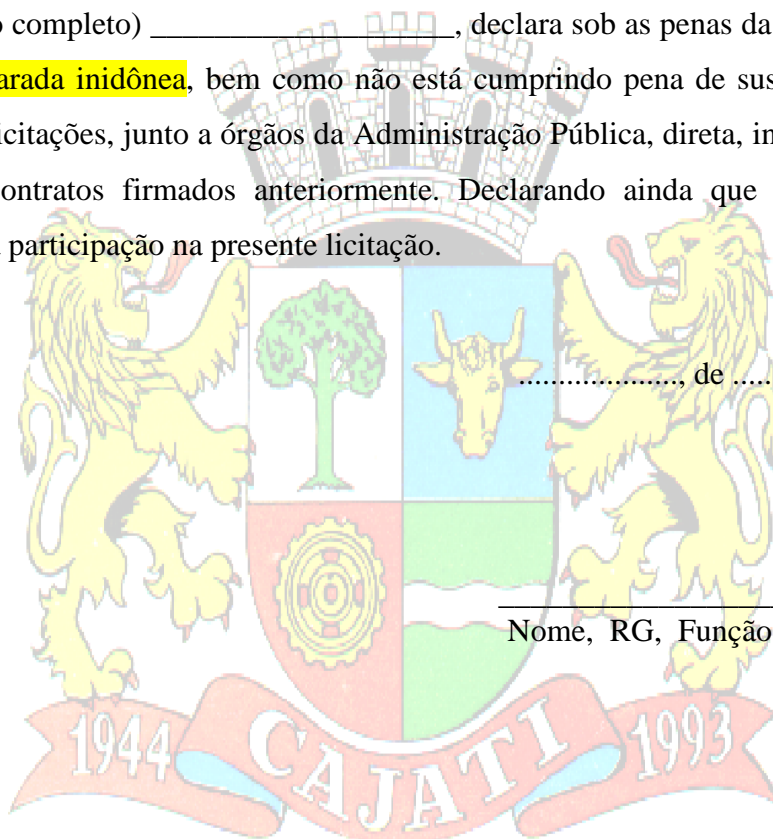 o completo) ___________________, declara sob as penas da
arada inidônea, bem como não está cumprindo pena de sus
icitações, junto a órgãos da Administração Pública, direta, in
ontratos firmados anteriormente. Declarando ainda que
participação na presente licitação.
...................., de .....
___________________
Nome, RG, Função
1944 CAJATI 1993